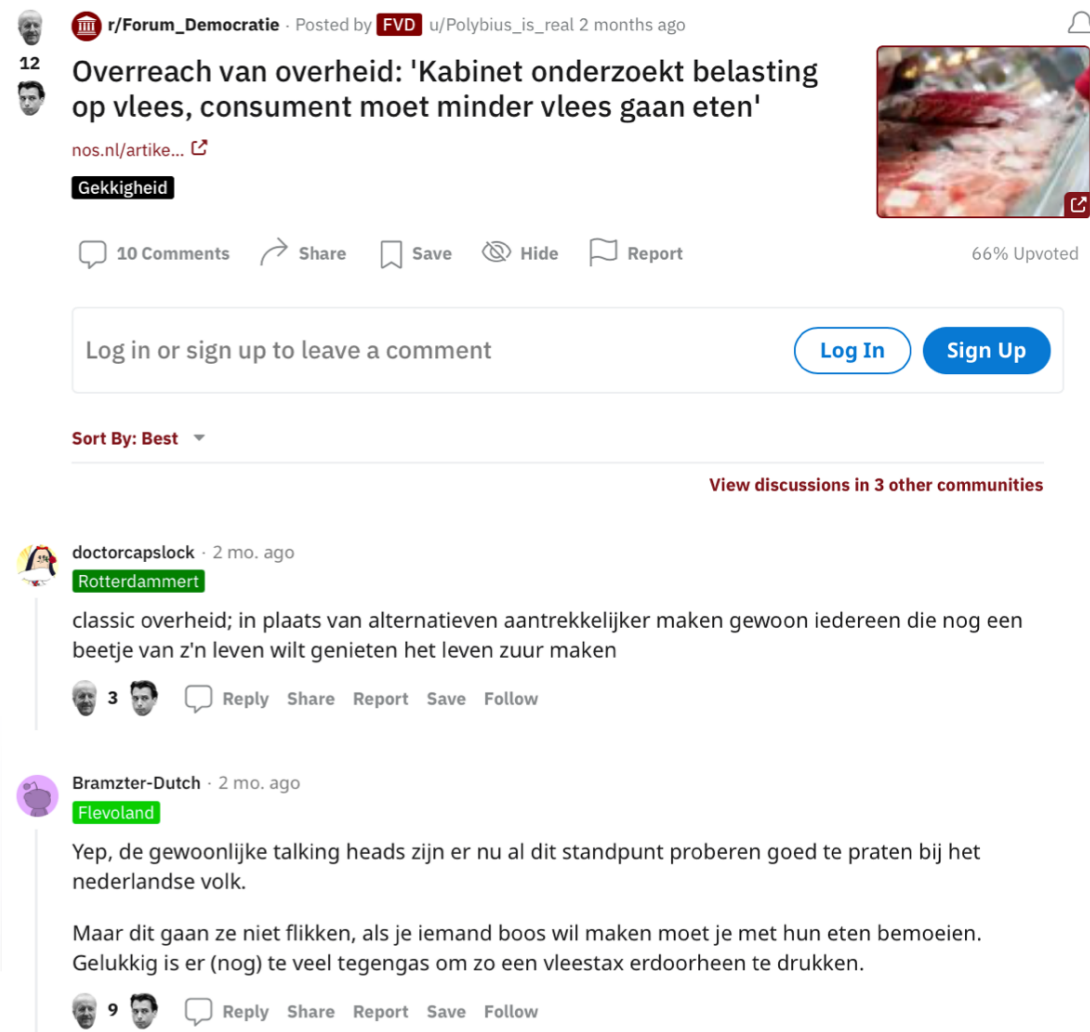 r/Forum_Democratie · Posted by FVD u/Polybius_is_real 2 months ago
12
Overreach van overheid: 'Kabinet onderzoekt belasting
op vlees, consument moet minder vlees gaan eten'
nos.nl/artike...
Gekkigheid
10 Comments Share Save Hide Report 66% Upvoted
Log in or sign up to leave a comment Log In Sign Up
Sort By: Best
View discussions in 3 other communities
doctorcapslock · 2 mo. ago
Rotterdammert
classic overheid; in plaats van alternatieven aantrekkelijker maken gewoon iedereen die nog een
beetje van z'n leven wilt genieten het leven zuur maken
3 Reply Share Report Save Follow
Bramzter-Dutch · 2 mo. ago
Flevoland
Yep, de gewoonlijke talking heads zijn er nu al dit standpunt proberen goed te praten bij het
nederlandse volk.
Maar dit gaan ze niet flikken, als je iemand boos wil maken moet je met hun eten bemoeien.
Gelukkig is er (nog) te veel tegengas om zo een vleestax erdoorheen te drukken.
9 Reply Share Report Save Follow